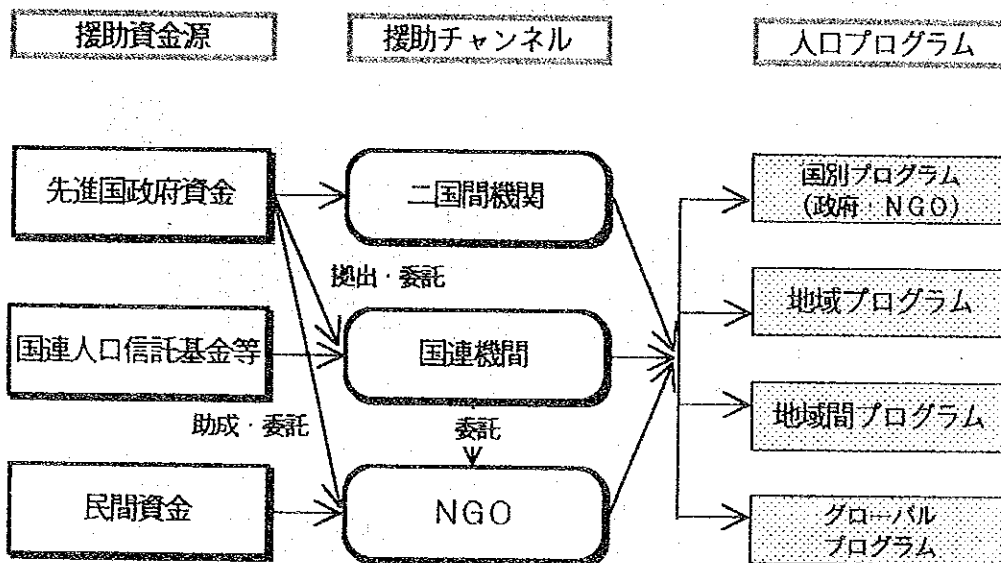 援助資金源
援助チャンネル
人口プログラム
先進国政府資金
二国間機関
国別プログラム
(政府・NGO)
拠出・委託
地域プログラム
国連人口信託基金等
国連機間
助成・委託
委託
地域間プログラム
民間資金
NGO
グローバル
プログラム